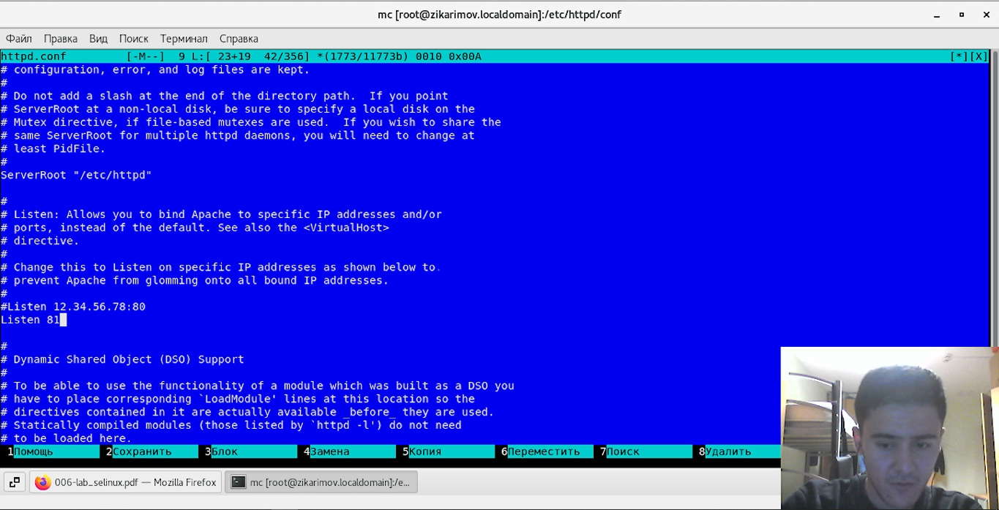 mc [root@zikarimov.localdomain]:/etc/httpd/conf
Файл Правка Вид Поиск Терминал Справка
httpd.conf [-M--] 9 L:[ 23+19 42/356] *(1773/11773b) 0010 0x00A [*][X]
# configuration, error, and log files are kept.
#
# Do not add a slash at the end of the directory path.  If you point
# ServerRoot at a non-local disk, be sure to specify a local disk on the
# Mutex directive, if file-based mutexes are used.  If you wish to share the
# same ServerRoot for multiple httpd daemons, you will need to change at
# least PidFile.
#
ServerRoot "/etc/httpd"
#
# Listen: Allows you to bind Apache to specific IP addresses and/or
# ports, instead of the default. See also the <VirtualHost>
# directive.
#
# Change this to Listen on specific IP addresses as shown below to.
# prevent Apache from glomming onto all bound IP addresses.
#
#Listen 12.34.56.78:80
Listen 81
#
# Dynamic Shared Object (DSO) Support
#
# To be able to use the functionality of a module which was built as a DSO you
# have to place corresponding `LoadModule' lines at this location so the
# directives contained in it are actually available _before_ they are used.
# Statically compiled modules (those listed by `httpd -l') do not need
# to be loaded here.
1Помощь 2Сохранить 3Блок 4Замена 5Копия 6Переместить 7Поиск 8Удалить
006-lab_selinux.pdf — Mozilla Firefox mc [root@zikarimov.localdomain]:/e...